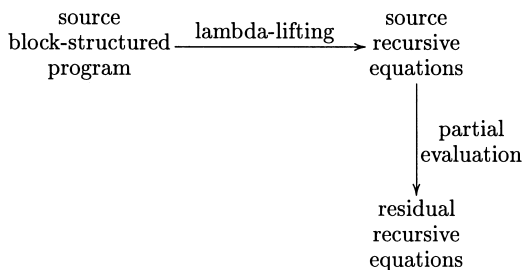 source
block-structured
program
lambda-lifting
source
recursive
equations
partial
evaluation
residual
recursive
equations